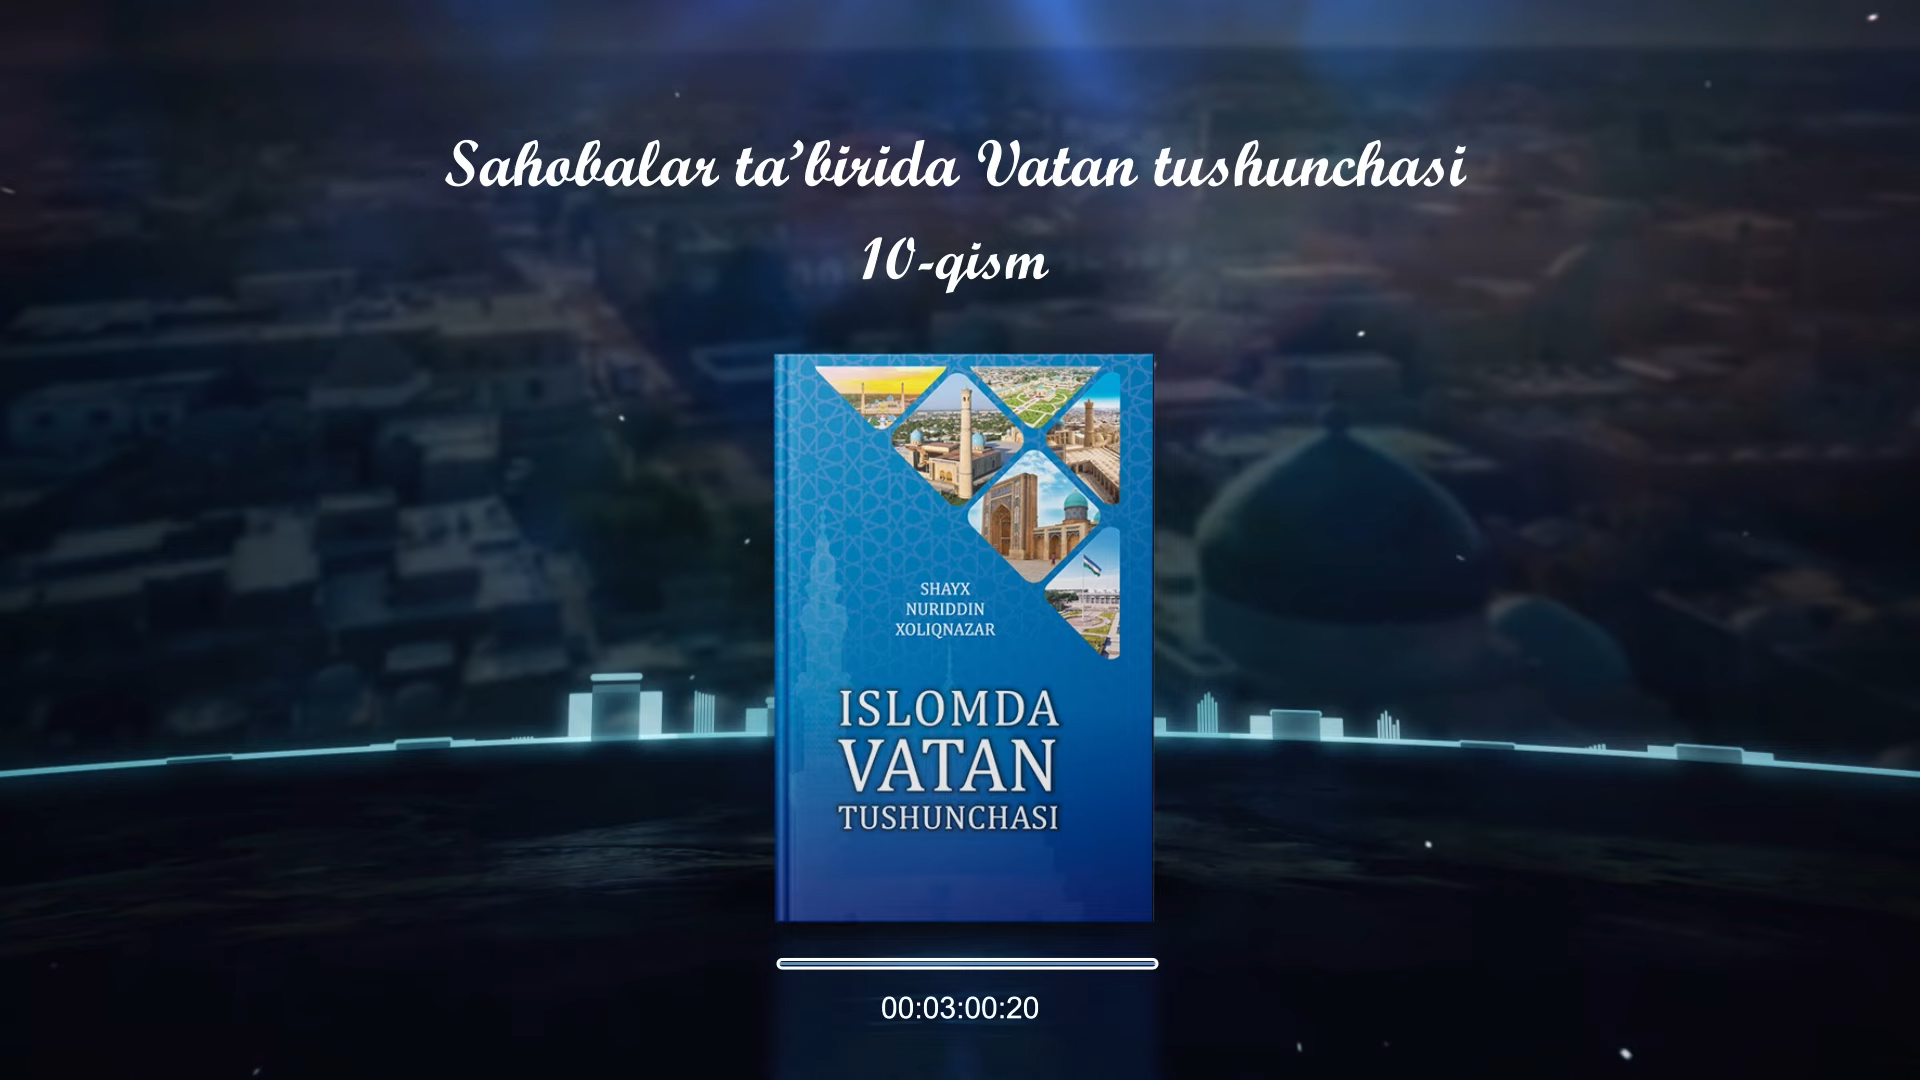 Sahobalar ta’birida Vatan tushunchasi
10-qism
SHAYX
NURIDDIN
XOLIQNAZAR
ISLOMDA
VATAN
TUSHUNCHASI
00:03:00:20